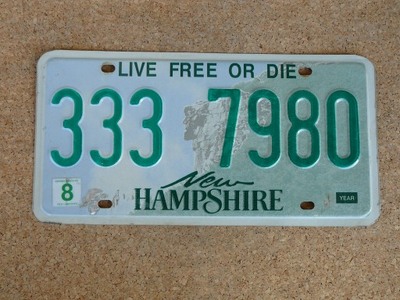 LIVE FREE OR DIE
333 7980
New
HAMPSHIRE
8
YEAR